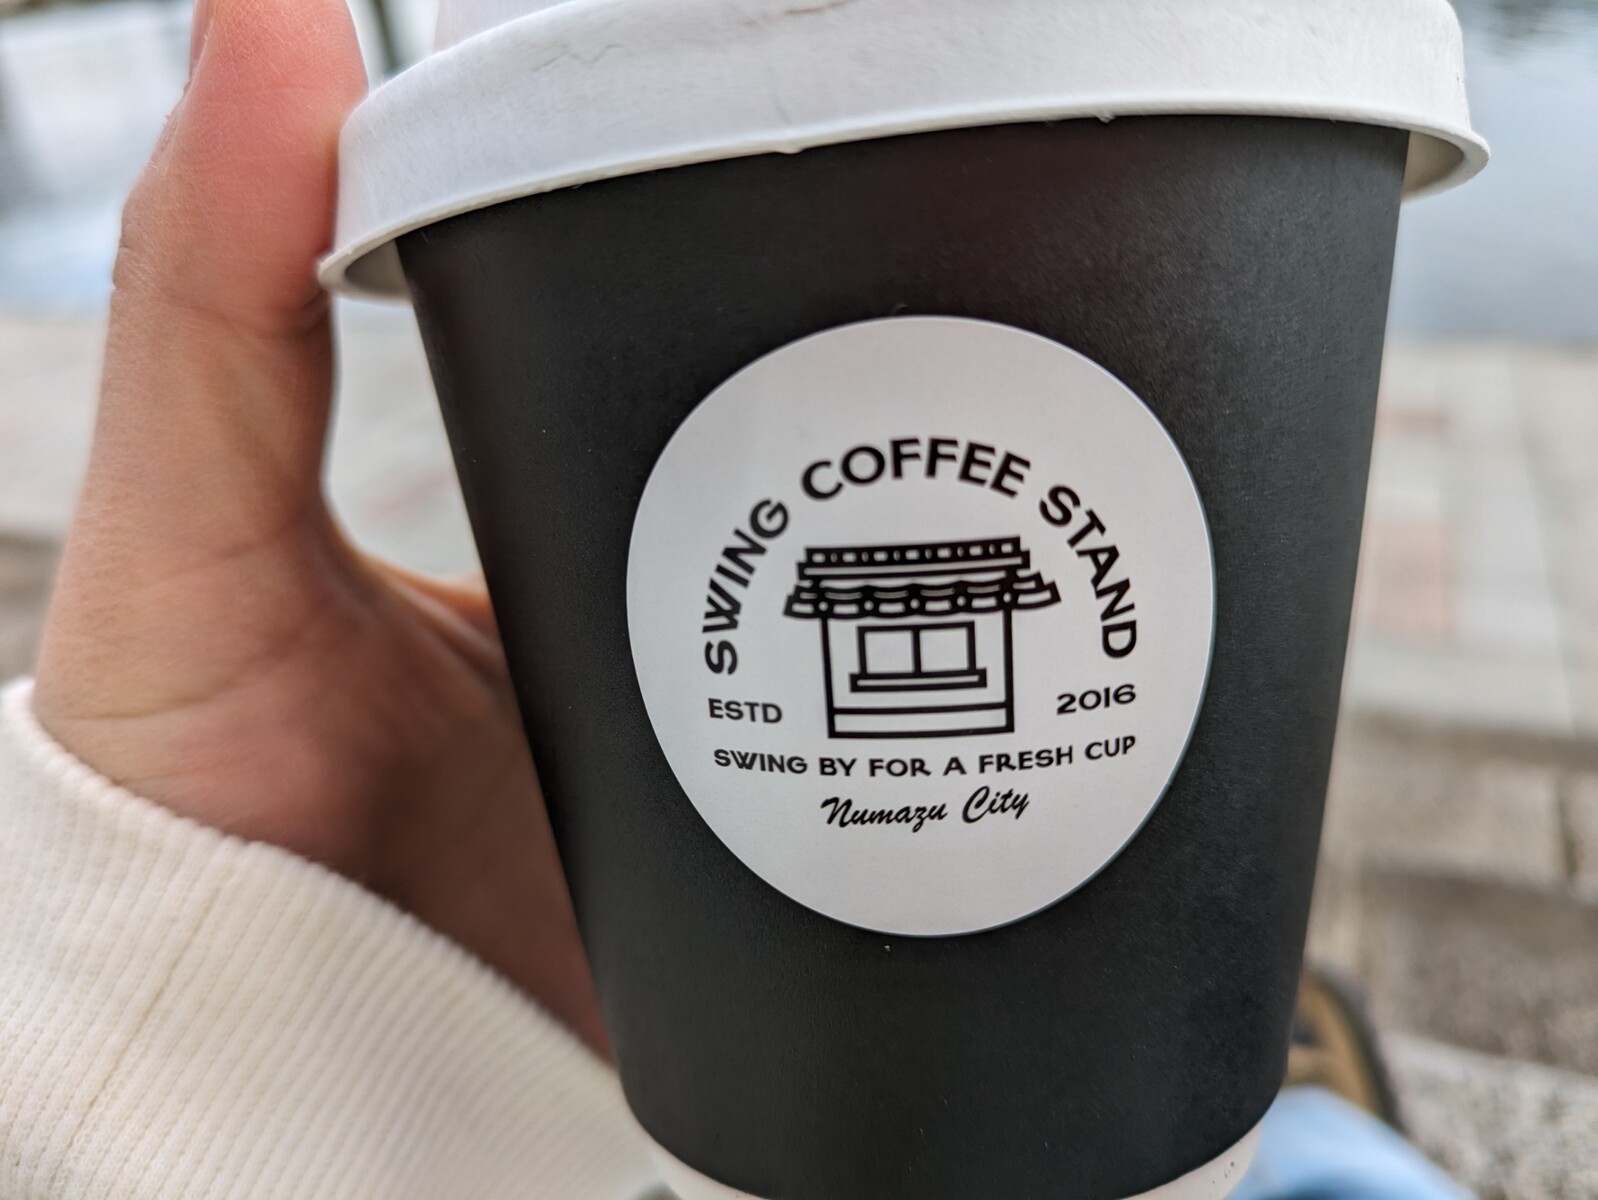 SWING COFFEE STAND
ESTD 2016
SWING BY FOR A FRESH CUP
Numazu City